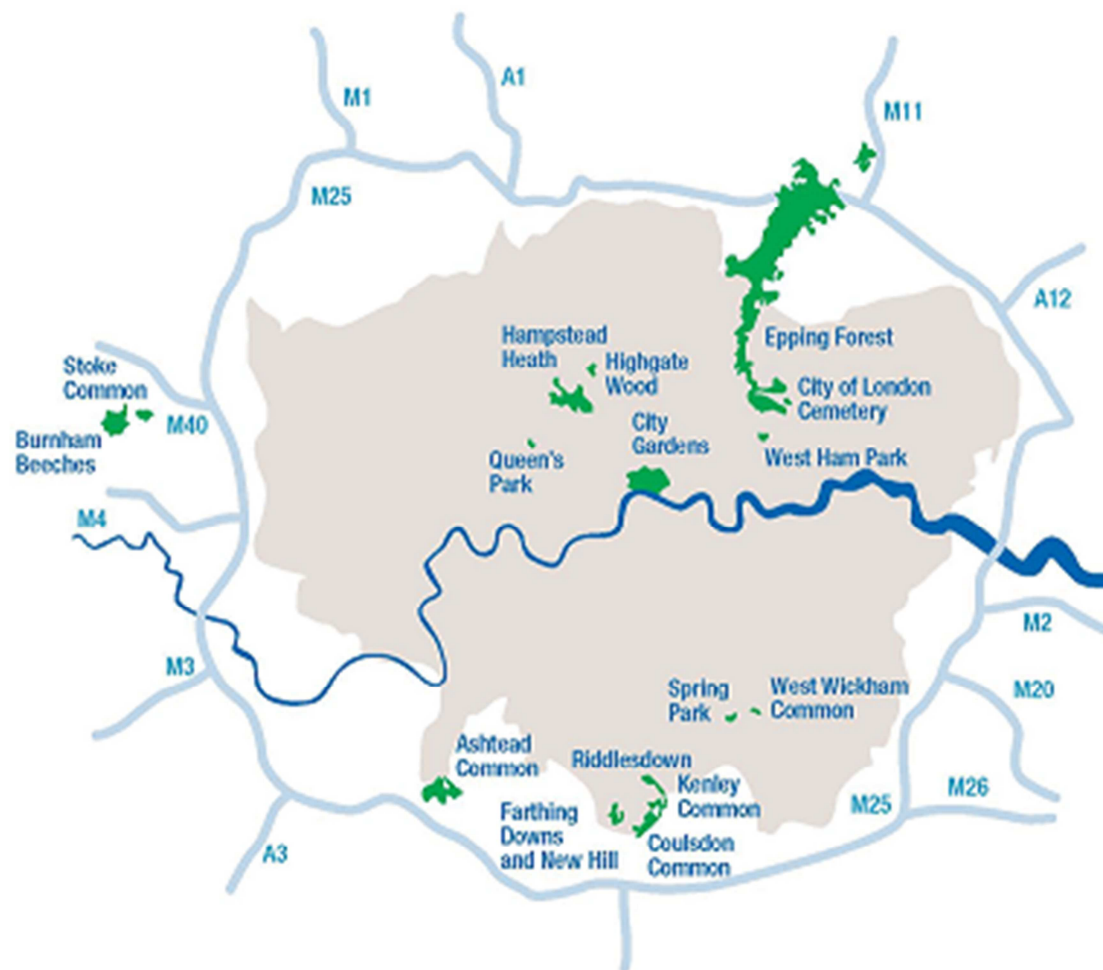 A1
M1
M11
M25
A12
Hampstead
Heath
Highgate
Wood
Epping Forest
Stoke
Common
City of London
Cemetery
M40
City
Gardens
Burnham
Beeches
Queen's
Park
West Ham Park
M4
M2
M3
Spring
Park
West Wickham
Common
M20
Ashtead
Common
Riddlesdown
Kenley
Common
M25
M26
Farthing
Downs
and New Hill
Coulsdon
Common
A3